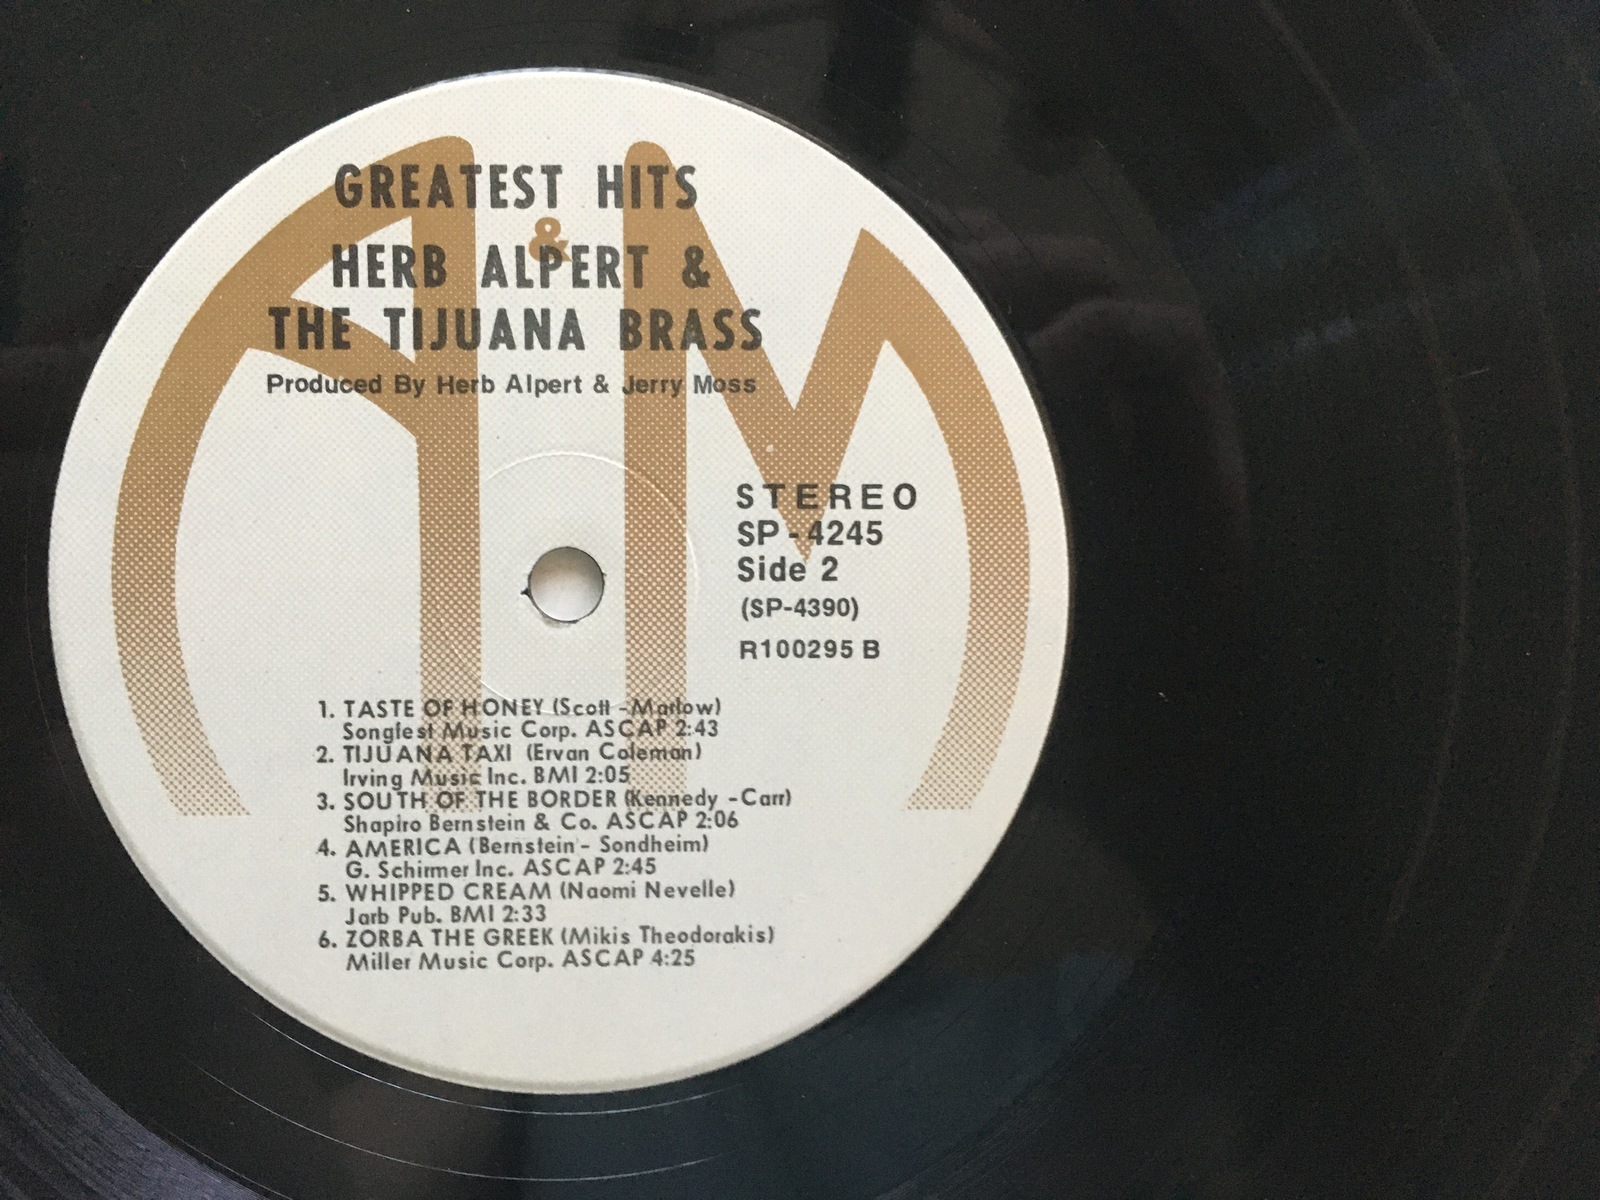 GREATEST HITS
&
HERB ALPERT &
THE TIJUANA BRASS
Produced By Herb Alpert & Jerry Moss
AM
STEREO
SP-4245
Side 2
(SP-4390)
R100295 B
1. TASTE OF HONEY (Scott - Marlow)
Songfest Music Corp. ASCAP 2:43
2. TIJUANA TAXI (Ervan Coleman)
Irving Music Inc. BMI 2:05
3. SOUTH OF THE BORDER (Kennedy - Carr)
Shapiro Bernstein & Co. ASCAP 2:06
4. AMERICA (Bernstein - Sondheim)
G. Schirmer Inc. ASCAP 2:45
5. WHIPPED CREAM (Naomi Nevelle)
Jarb Pub. BMI 2:33
6. ZORBA THE GREEK (Mikis Theodorakis)
Miller Music Corp. ASCAP 4:25